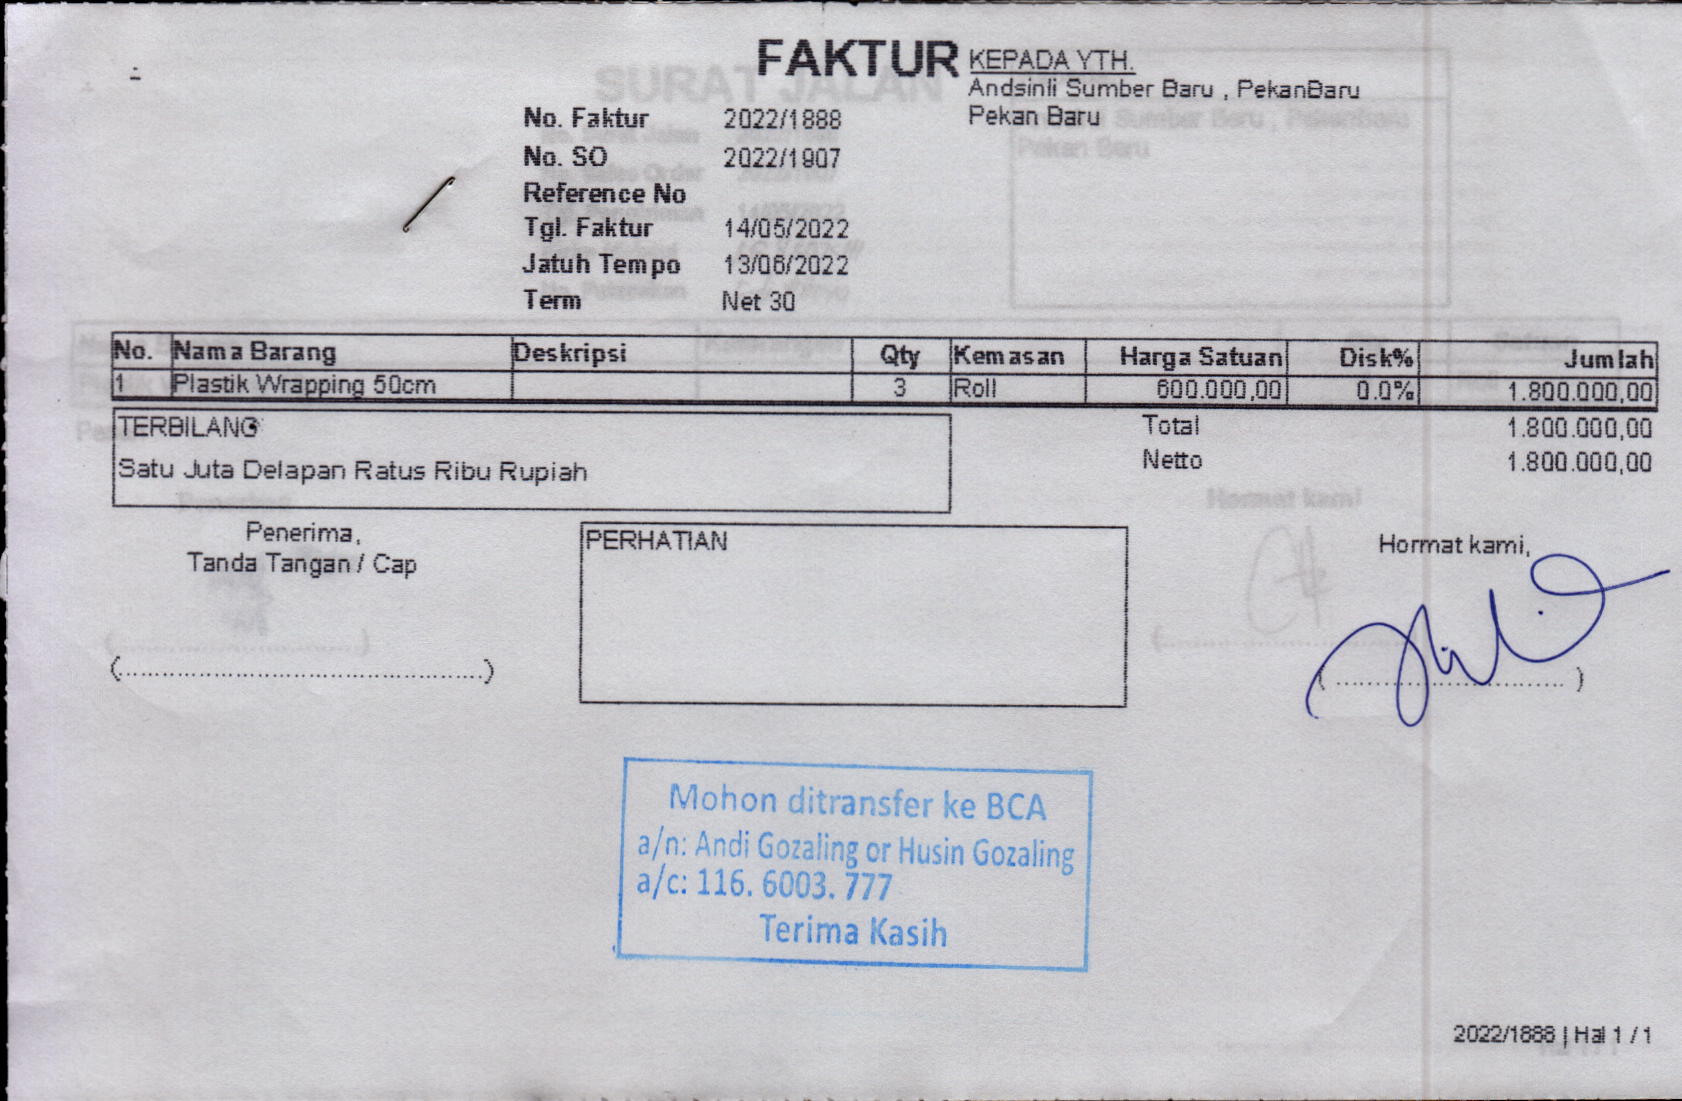 FAKTUR
KEPADA YTH.
Andsinli Sumber Baru , PekanBaru
Pekan Baru
No. Faktur 2022/1888
No. SO 2022/1907
Reference No
Tgl. Faktur 14/05/2022
Jatuh Tempo 13/06/2022
Term Net 30
No. Nama Barang Deskripsi Qty Kemasan Harga Satuan Disk% Jumlah
1 Plastik Wrapping 50cm 3 Roll 600.000,00 0.0% 1.800.000,00
TERBILANG
Satu Juta Delapan Ratus Ribu Rupiah
Total 1.800.000,00
Netto 1.800.000,00
Penerima,
Tanda Tangan / Cap
(............................................)
PERHATIAN
Hormat kami,
( ............................ )
Mohon ditransfer ke BCA
a/n: Andi Gozaling or Husin Gozaling
a/c: 116. 6003. 777
Terima Kasih
2022/1888 | Hal 1 / 1
SURAT JALAN
Hormat kami